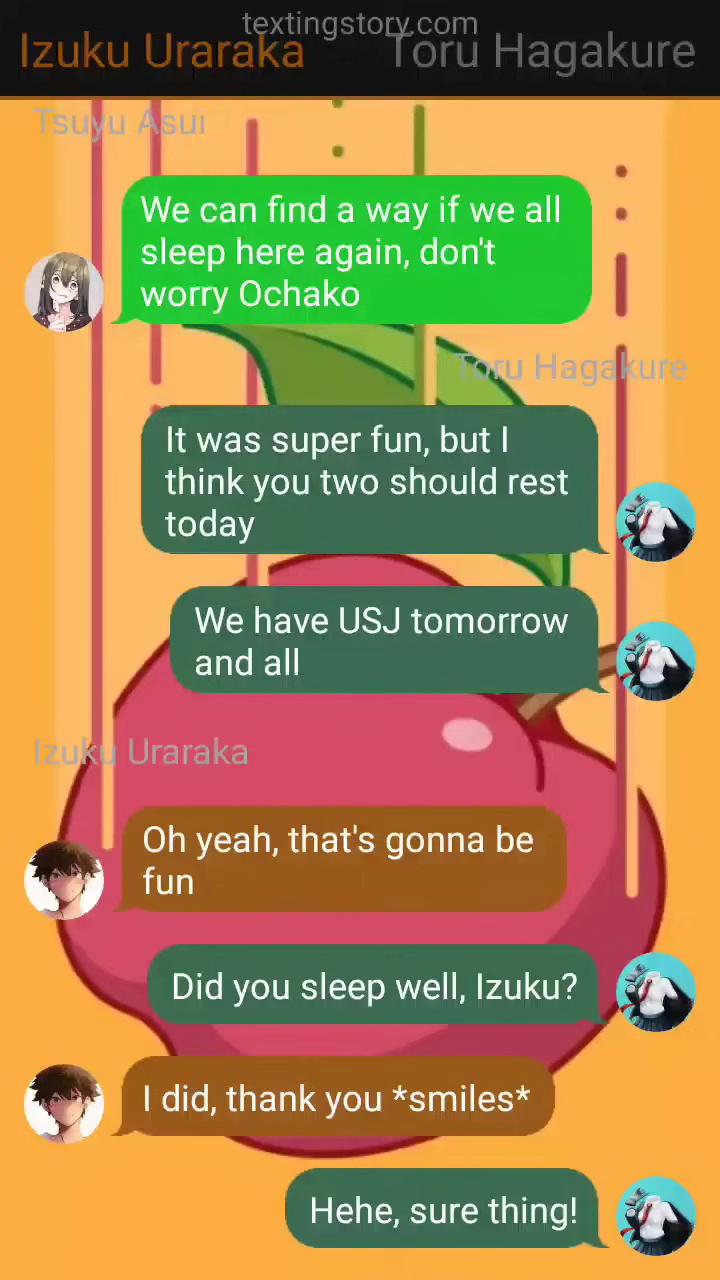 textingstory.com
Izuku Uraraka
Toru Hagakure
Tsuyu Asui
We can find a way if we all
sleep here again, don't
worry Ochako
Toru Hagakure
It was super fun, but I
think you two should rest
today
We have USJ tomorrow
and all
Izuku Uraraka
Oh yeah, that's gonna be
fun
Did you sleep well, Izuku?
I did, thank you *smiles*
Hehe, sure thing!